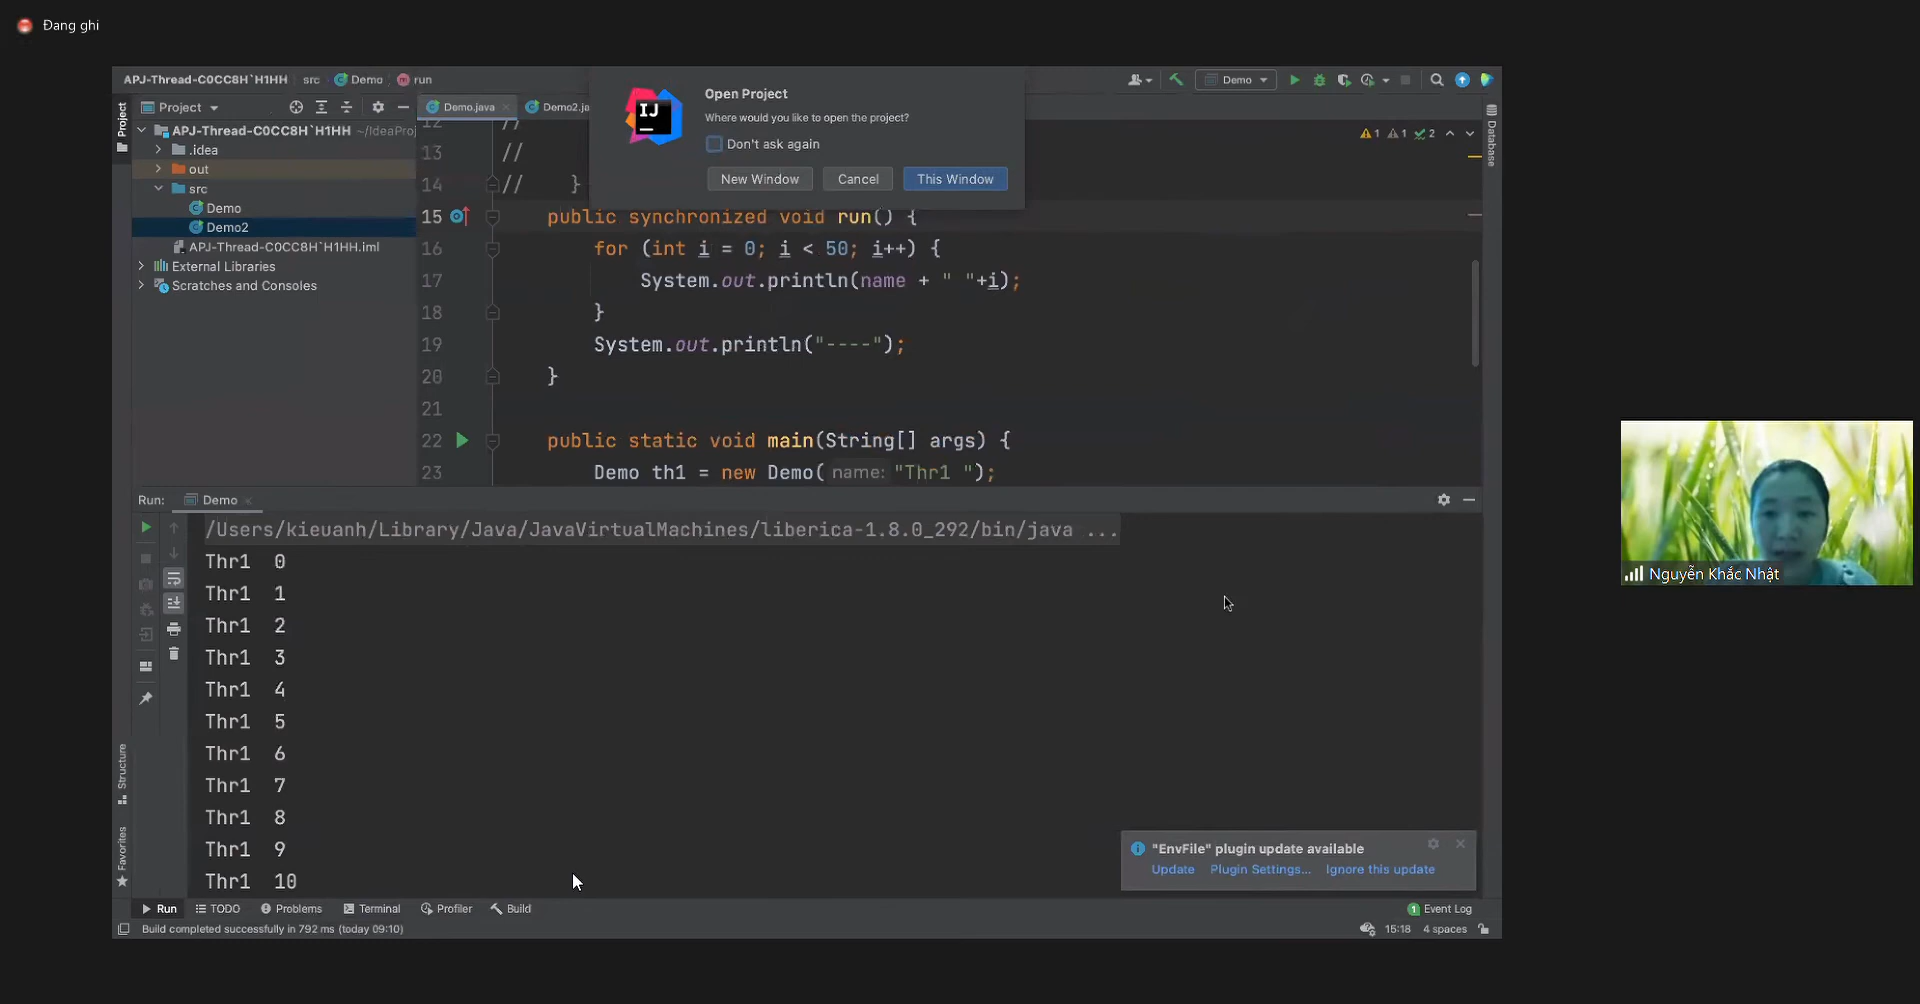 Đang ghi
APJ-Thread-C0CC8H`H1HH src Demo run
Demo
Project
Project
Demo.java
Demo2.ja
Open Project
Where would you like to open the project?
Don't ask again
New Window Cancel This Window
APJ-Thread-C0CC8H`H1HH ~/IdeaProj
.idea
out
src
Demo
Demo2
APJ-Thread-C0CC8H`H1HH.iml
External Libraries
Scratches and Consoles
1 1 2
Database
12 //
13 //
14 // }
15 public synchronized void run() {
16 for (int i = 0; i < 50; i++) {
17 System.out.println(name + " "+i);
18 }
19 System.out.println("----");
20 }
21
22 public static void main(String[] args) {
23 Demo th1 = new Demo( name: "Thr1 ");
Run: Demo
/Users/kieuanh/Library/Java/JavaVirtualMachines/liberica-1.8.0_292/bin/java ...
Thr1 0
Thr1 1
Thr1 2
Thr1 3
Thr1 4
Thr1 5
Thr1 6
Thr1 7
Thr1 8
Thr1 9
Thr1 10
Structure
Favorites
"EnvFile" plugin update available
Update Plugin Settings... Ignore this update
Run TODO Problems Terminal Profiler Build
1 Event Log
Build completed successfully in 792 ms (today 09:10)
15:18 4 spaces
Nguyễn Khắc Nhật